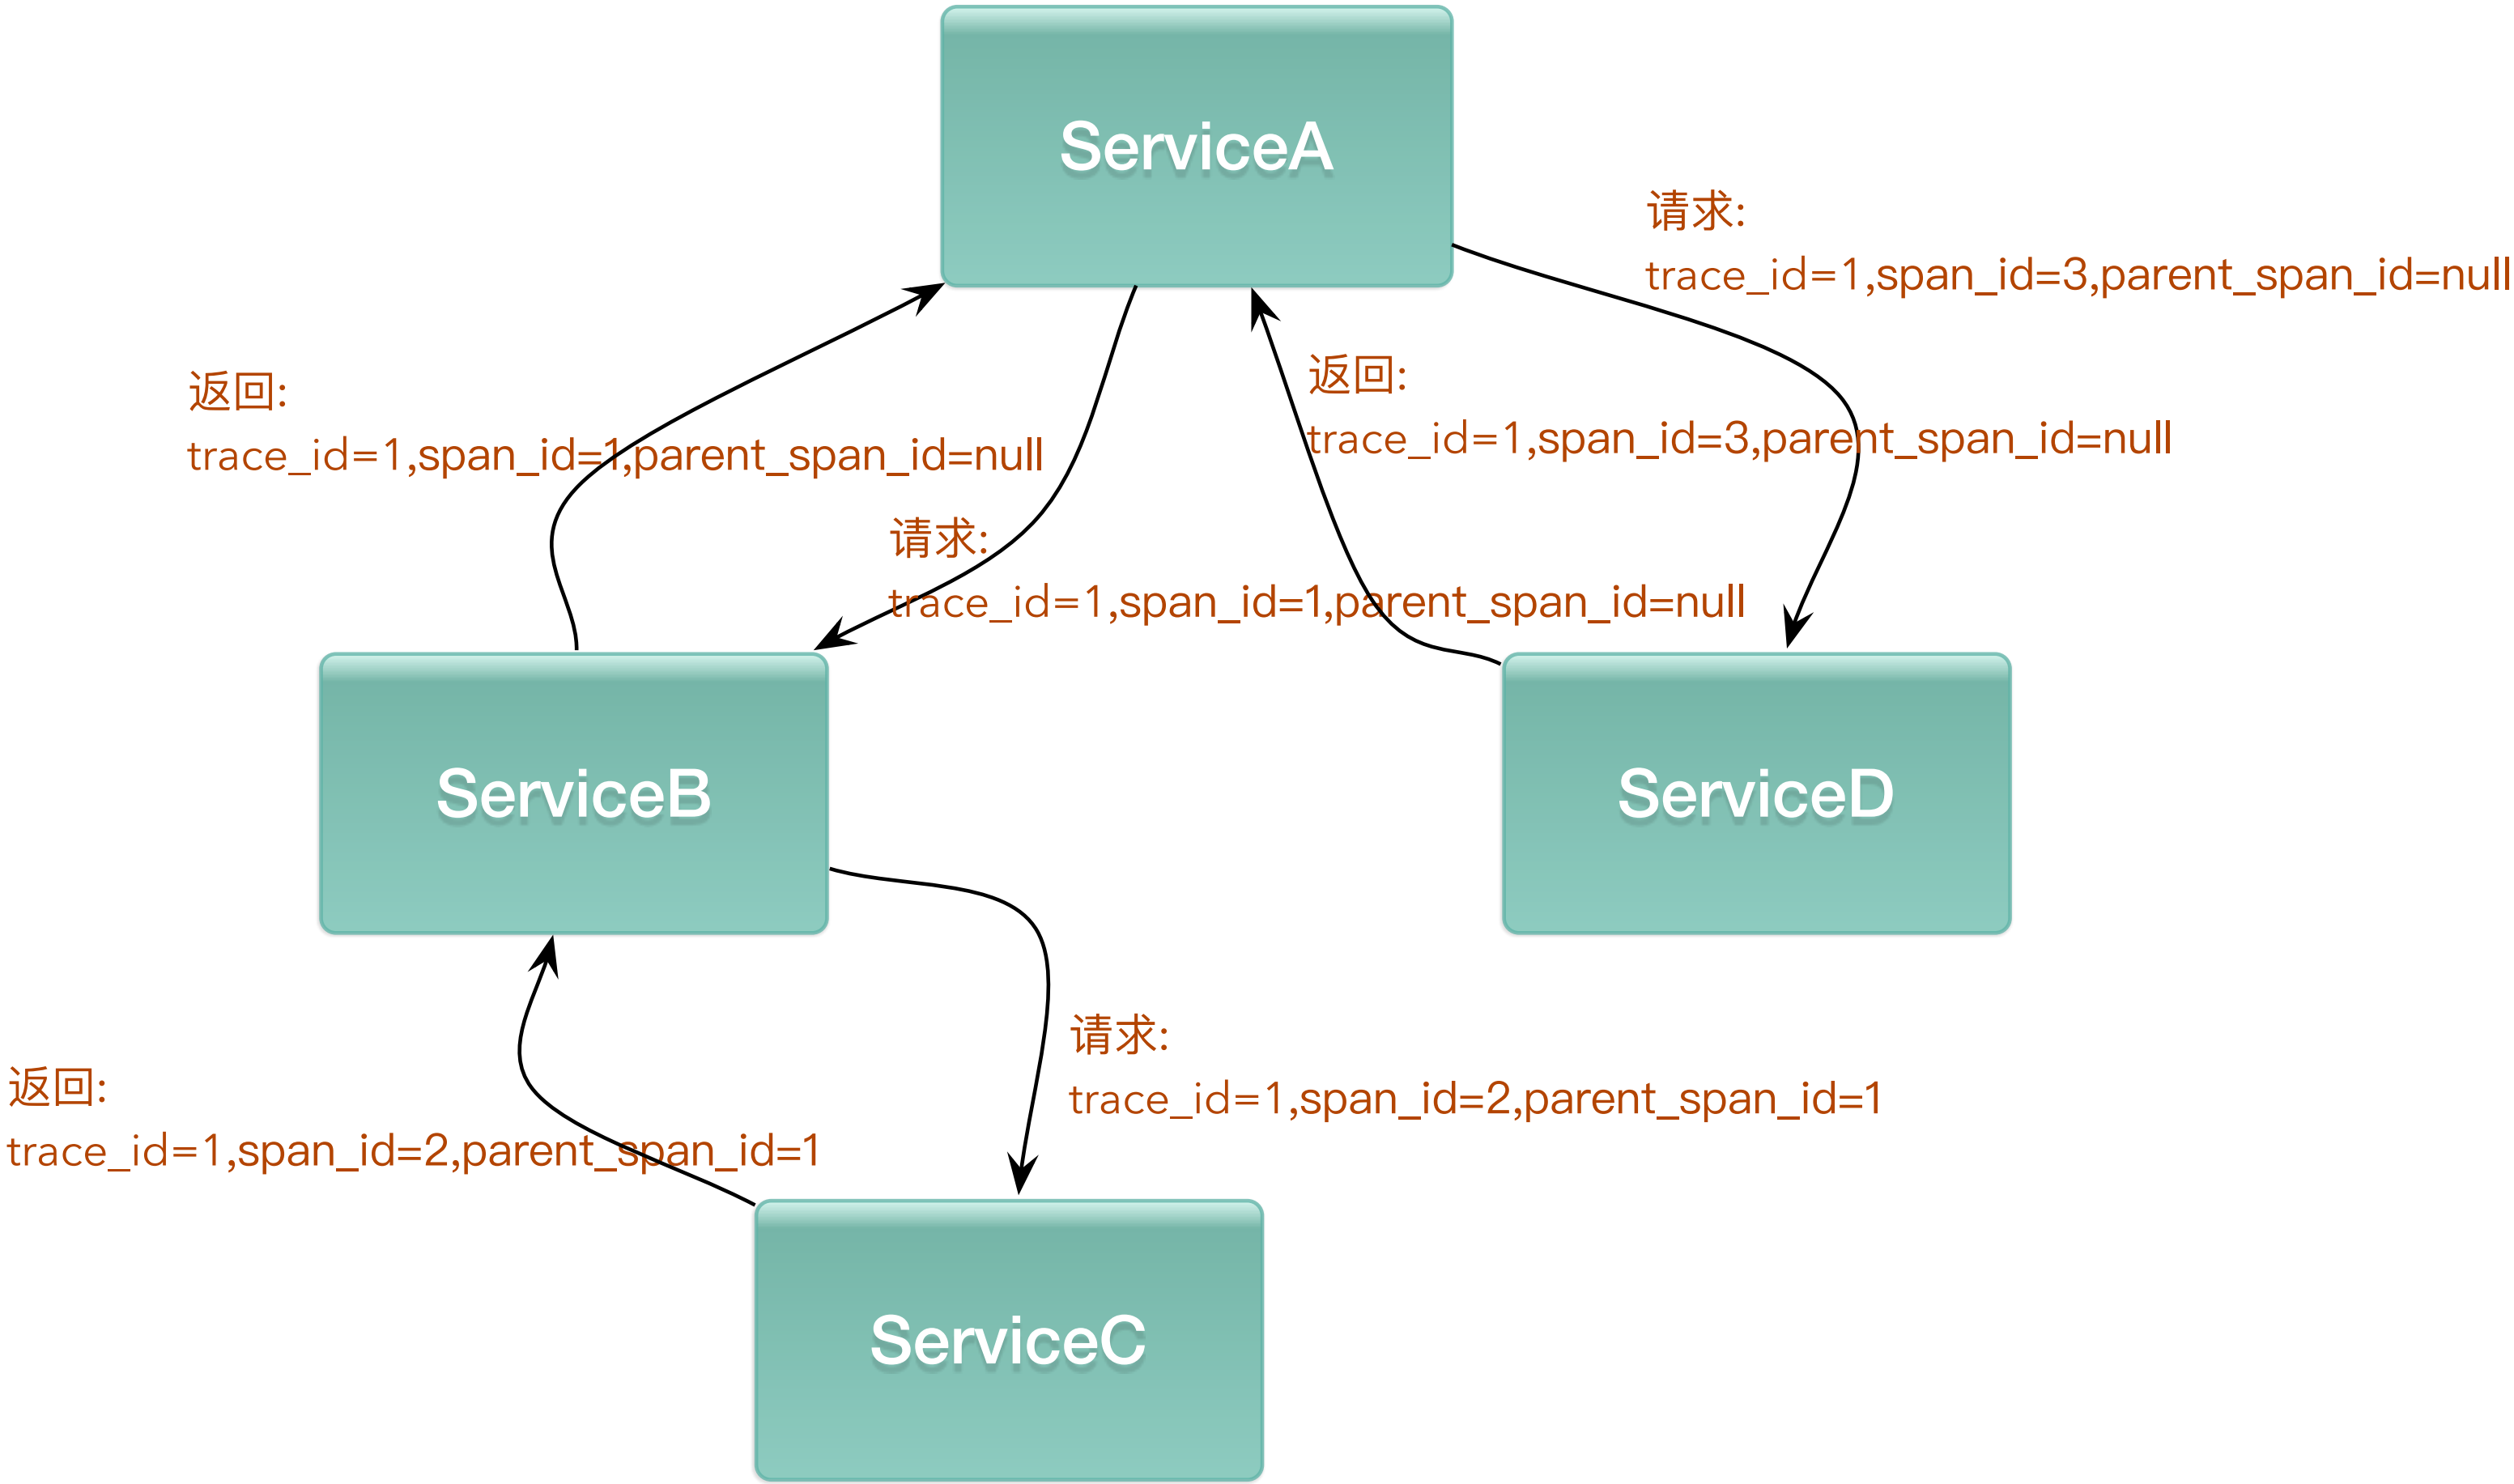 ServiceA
请求:
trace_id=1,span_id=3,parent_span_id=null
返回:
trace_id=1,span_id=3,parent_span_id=null
返回:
trace_id=1,span_id=1,parent_span_id=null
请求:
trace_id=1,span_id=1,parent_span_id=null
ServiceB
ServiceD
请求:
trace_id=1,span_id=2,parent_span_id=1
返回:
trace_id=1,span_id=2,parent_span_id=1
ServiceC